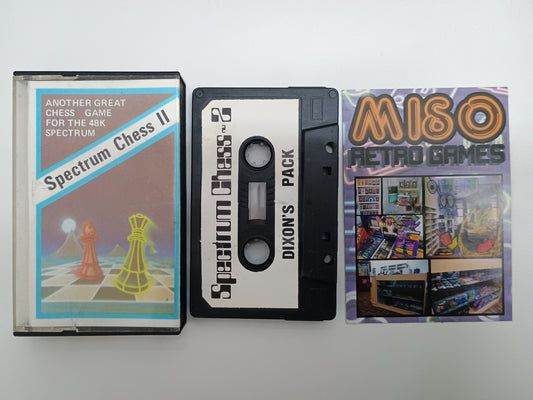 ANOTHER GREAT
CHESS GAME
FOR THE 48K
SPECTRUM
Spectrum Chess II
Spectrum Chess~2
DIXON'S PACK
MISO
RETRO GAMES